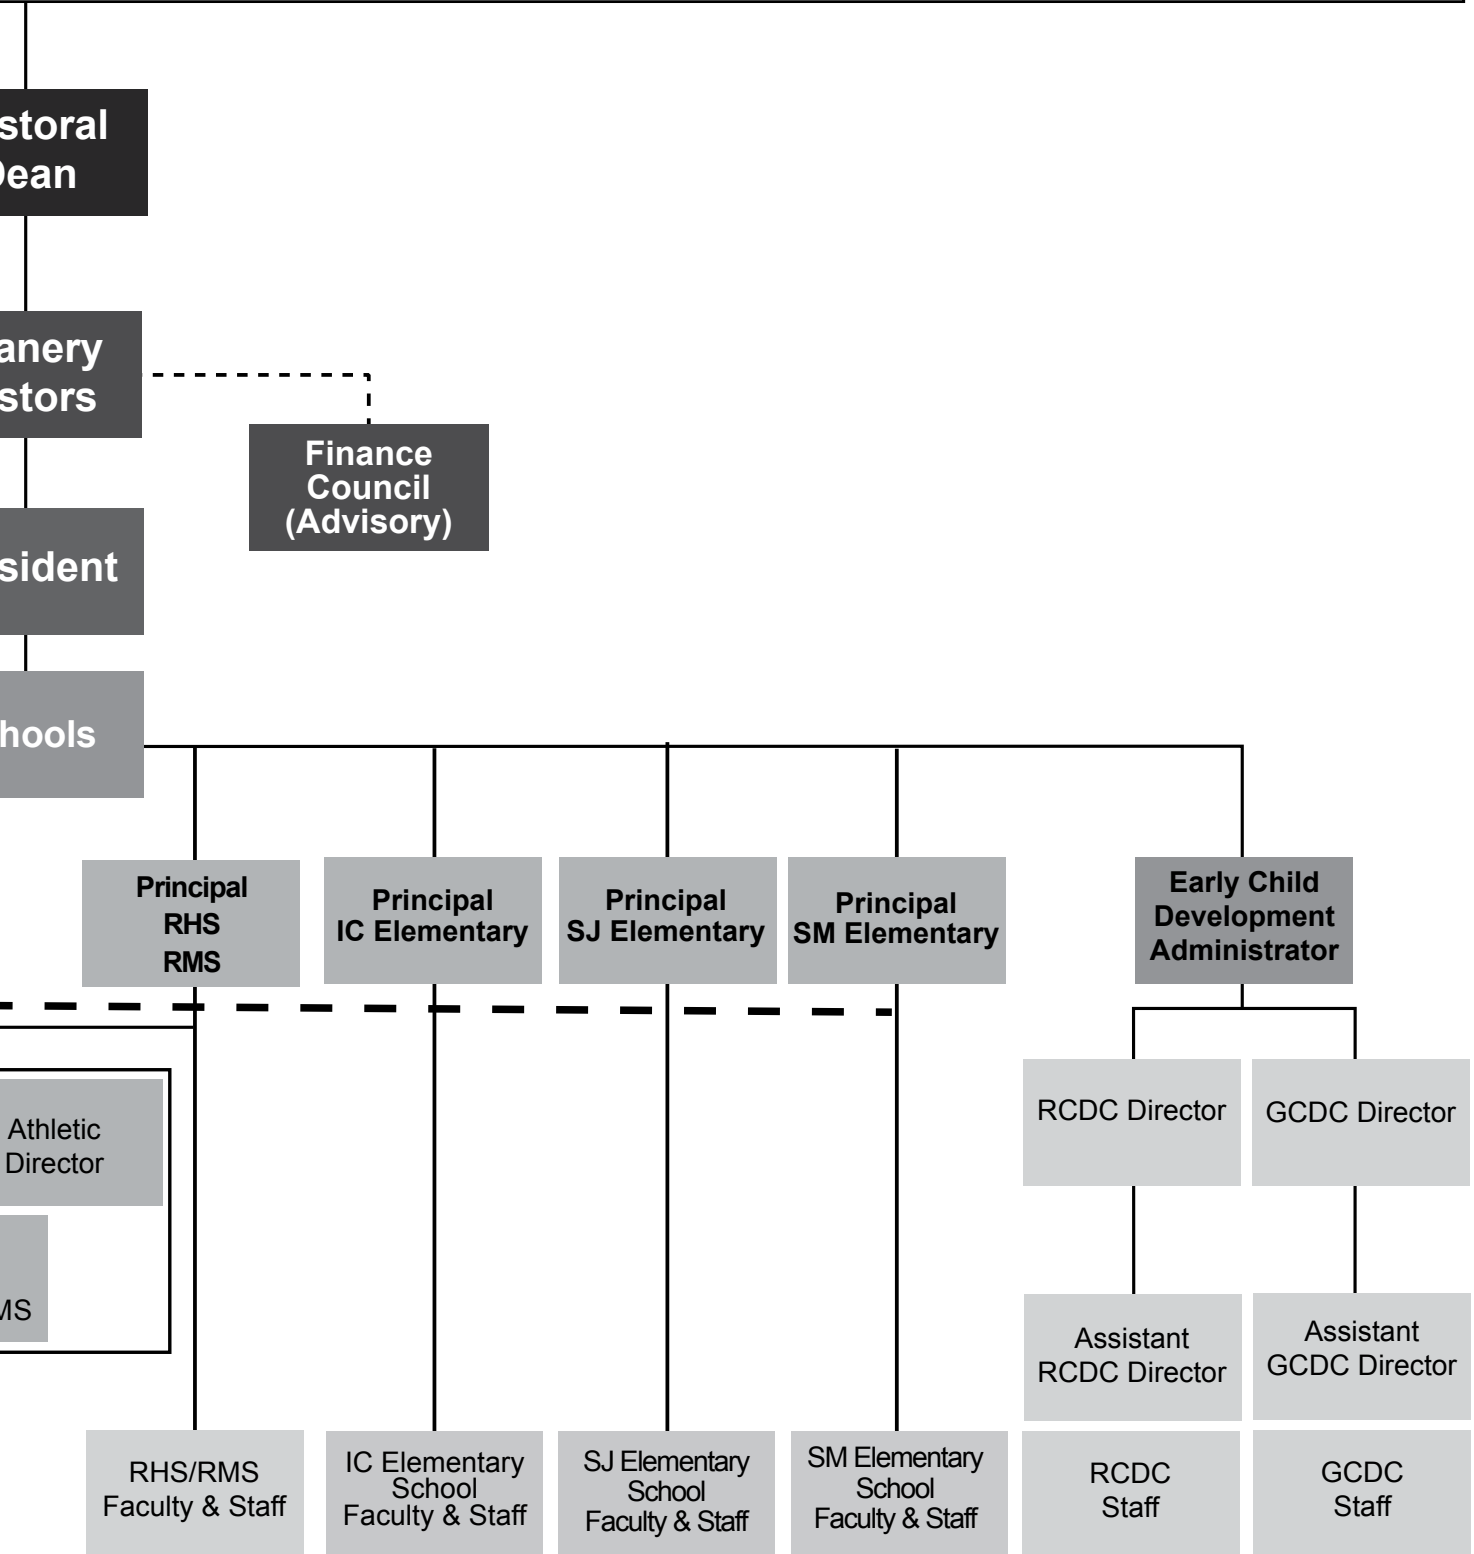 storal
Dean
anery
stors
Finance
Council
(Advisory)
sident
hools
Principal
RHS
RMS
Principal
IC Elementary
Principal
SJ Elementary
Principal
SM Elementary
Early Child
Development
Administrator
Athletic
Director
MS
RCDC Director
GCDC Director
Assistant
RCDC Director
Assistant
GCDC Director
RHS/RMS
Faculty & Staff
IC Elementary
School
Faculty & Staff
SJ Elementary
School
Faculty & Staff
SM Elementary
School
Faculty & Staff
RCDC
Staff
GCDC
Staff